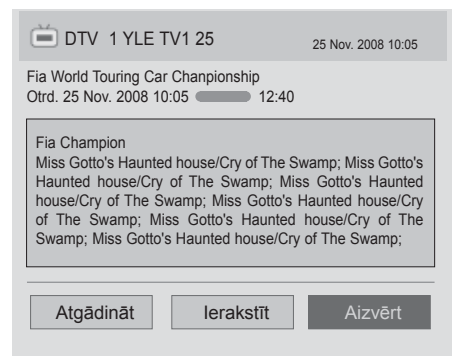 DTV 1 YLE TV1 25 25 Nov. 2008 10:05
Fia World Touring Car Chanpionship
Otrd. 25 Nov. 2008 10:05 12:40
Fia Champion
Miss Gotto's Haunted house/Cry of The Swamp; Miss Gotto's
Haunted house/Cry of The Swamp; Miss Gotto's Haunted
house/Cry of The Swamp; Miss Gotto's Haunted house/Cry
of The Swamp; Miss Gotto's Haunted house/Cry of The
Swamp; Miss Gotto's Haunted house/Cry of The Swamp;
Atgādināt Ierakstīt Aizvērt